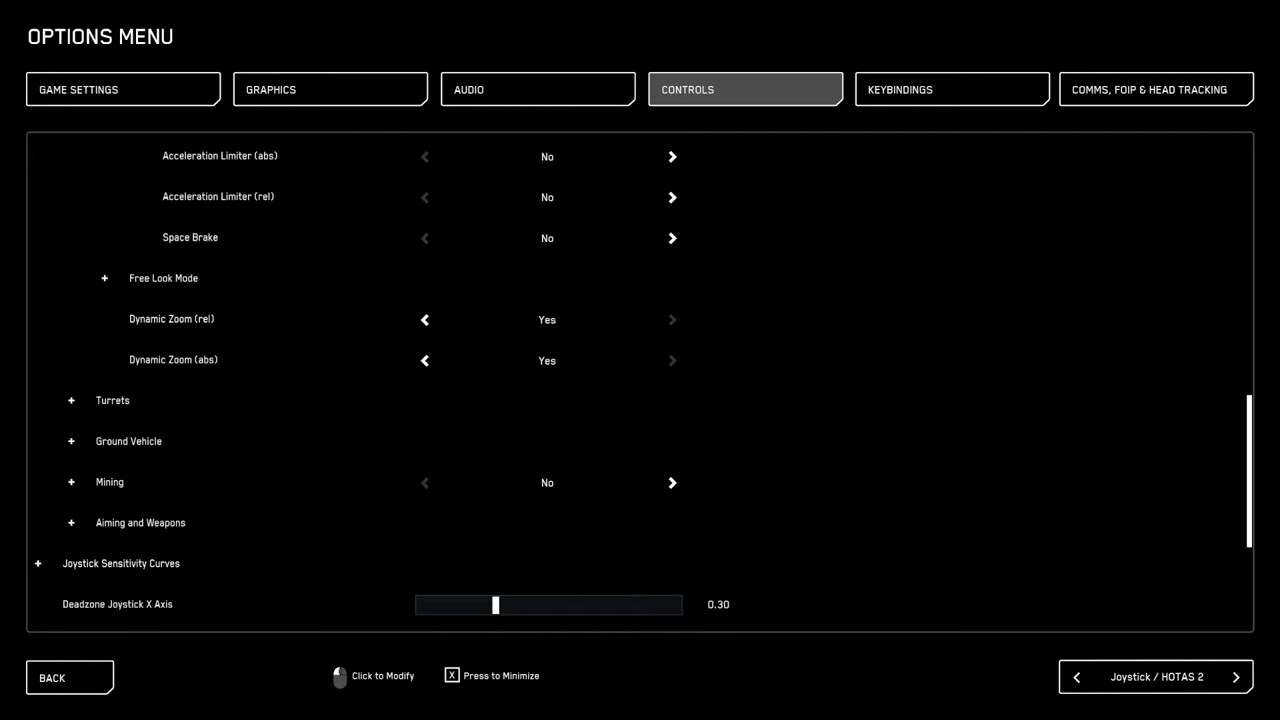 OPTIONS MENU
GAME SETTINGS
GRAPHICS
AUDIO
CONTROLS
KEYBINDINGS
COMMS, FOIP & HEAD TRACKING
Acceleration Limiter (abs) No
Acceleration Limiter (rel) No
Space Brake No
+ Free Look Mode
Dynamic Zoom (rel) Yes
Dynamic Zoom (abs) Yes
+ Turrets
+ Ground Vehicle
+ Mining No
+ Aiming and Weapons
+ Joystick Sensitivity Curves
Deadzone Joystick X Axis 0.30
BACK
Click to Modify
X Press to Minimize
Joystick / HOTAS 2